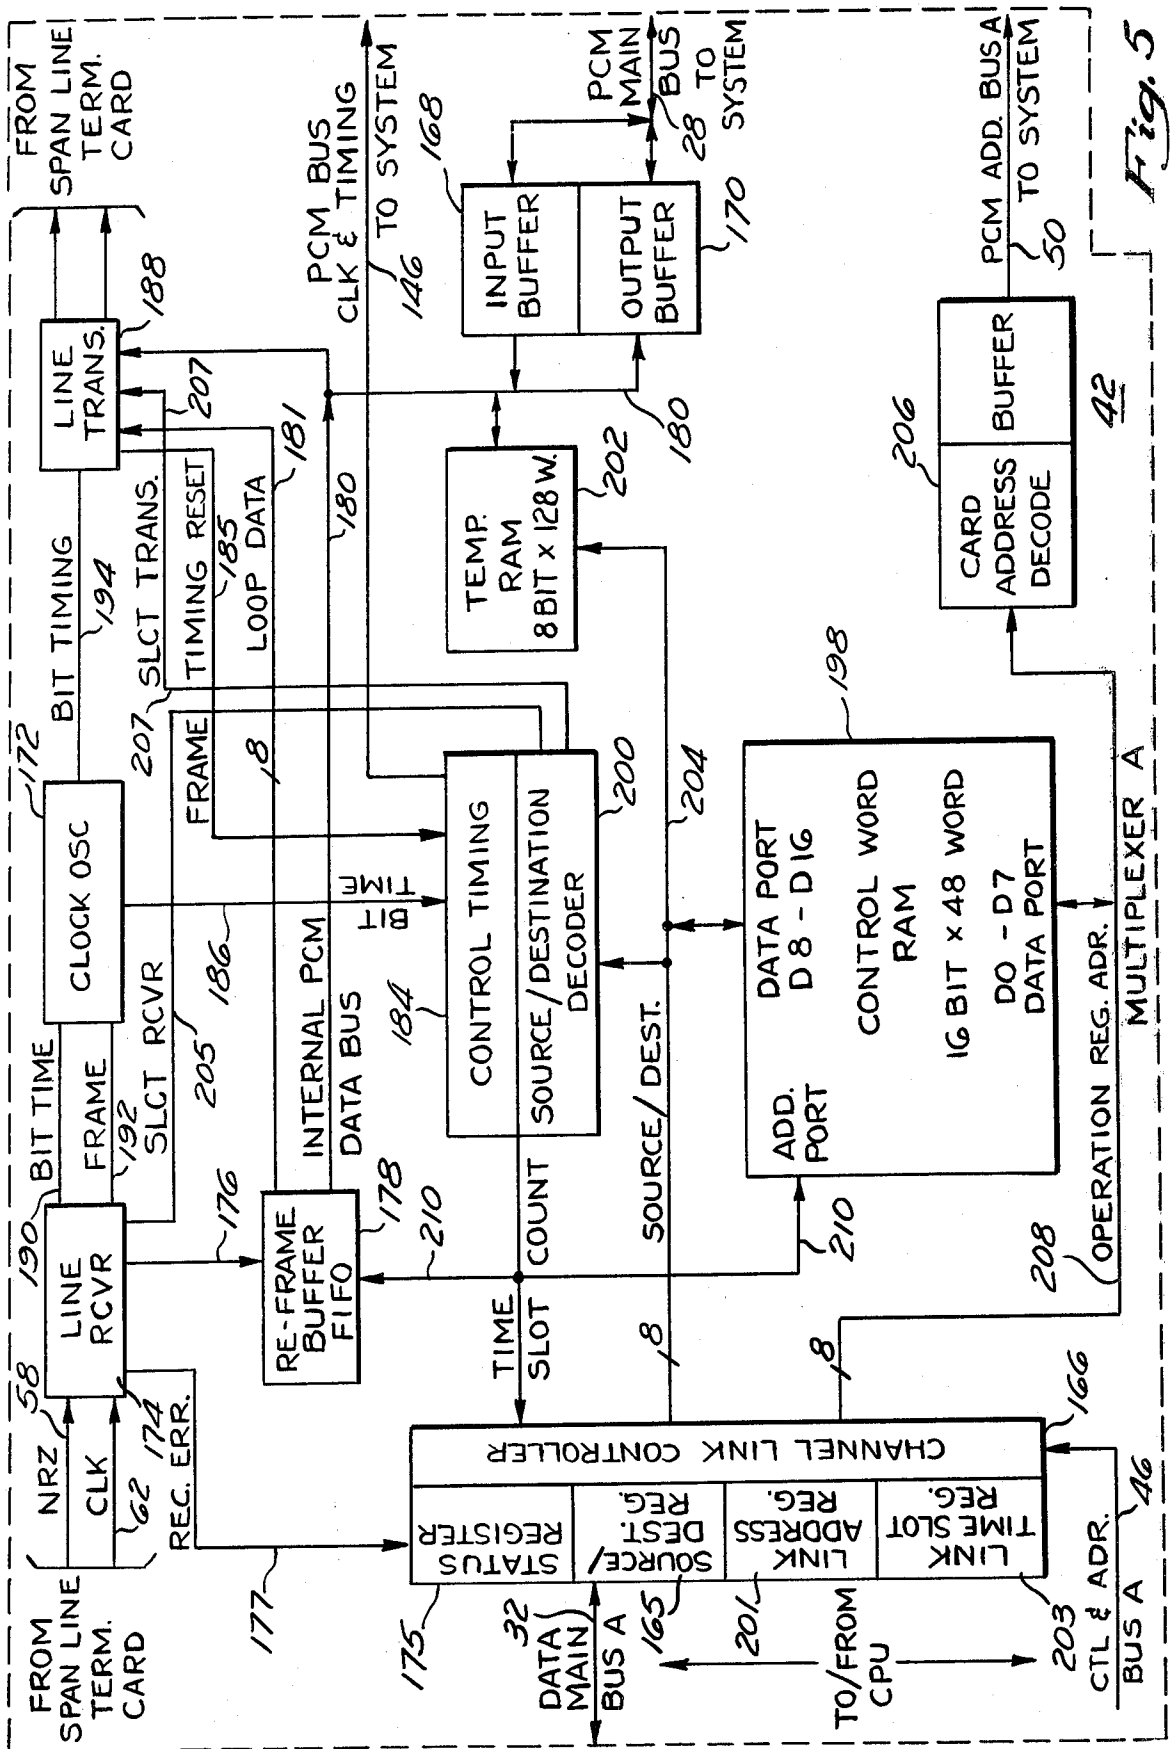 FROM
SPAN LINE
TERM.
CARD
NRZ
58
CLK
62
LINE
RCVR
174
REC. ERR.
177
190
BIT TIME
FRAME
192
SLCT RCVR
205
176
172
CLOCK OSC
186
BIT
TIME
BIT TIMING
194
SLCT TRANS.
207
207
FRAME
TIMING RESET
185
LOOP DATA
181
8
LINE
TRANS.
188
FROM
SPAN LINE
TERM.
CARD
RE-FRAME
BUFFER
FIFO
178
INTERNAL PCM
DATA BUS
180
PCM BUS
CLK & TIMING
146
TO SYSTEM
210
184
CONTROL TIMING
SOURCE/DESTINATION
DECODER
200
TIME
SLOT
COUNT
TEMP.
RAM
8 BIT x 128 W.
202
180
INPUT
BUFFER
168
OUTPUT
BUFFER
170
PCM
MAIN
BUS
TO
SYSTEM
28
175
STATUS
REGISTER
SOURCE/
DEST.
REG.
LINK
ADDRESS
REG.
LINK
TIME SLOT
REG.
CHANNEL LINK CONTROLLER
166
DATA
MAIN
BUS A
32
165
201
203
TO/FROM
CPU
CTL & ADR.
BUS A
46
8
SOURCE/DEST.
204
8
210
ADD.
PORT
DATA PORT
D8 - D16
CONTROL WORD
RAM
16 BIT x 48 WORD
DO - D7
DATA PORT
198
208
OPERATION REG. ADR.
MULTIPLEXER A
42
CARD
ADDRESS
DECODE
BUFFER
206
PCM ADD. BUS A
50
TO SYSTEM
Fig. 5